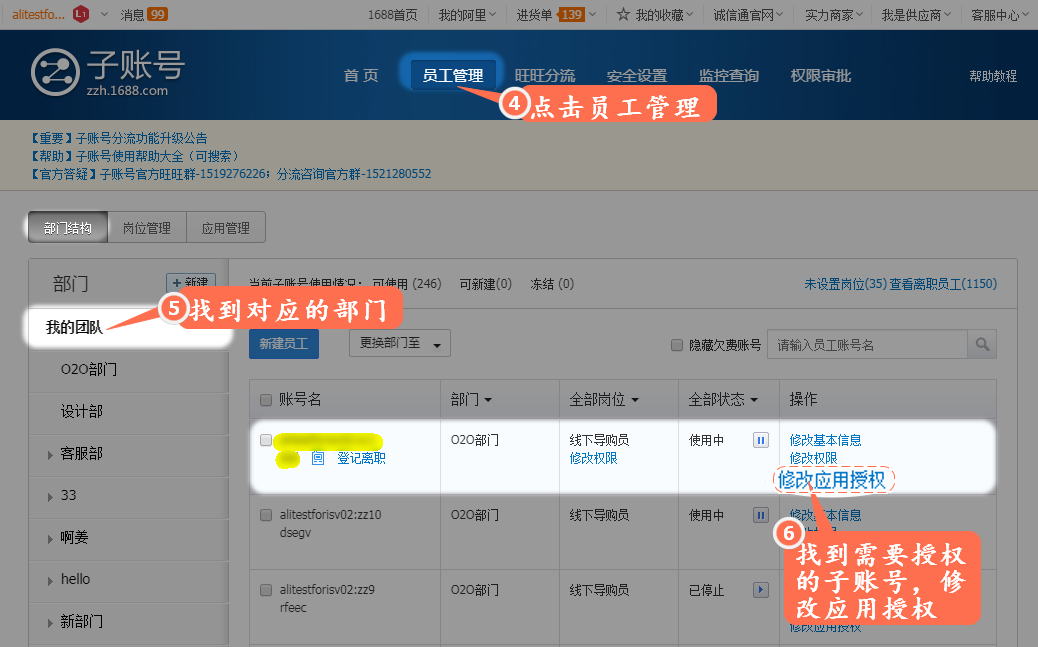 alitestfo... L1 消息 99 1688首页 我的阿里 进货单 139 我的收藏 诚信通官网 实力商家 我是供应商 客服中心
子账号
zzh.1688.com
首页 员工管理 旺旺分流 安全设置 监控查询 权限审批 帮助教程
4 点击员工管理
【重要】子账号分流功能升级公告
【帮助】子账号使用帮助大全（可搜索）
【官方答疑】子账号官方旺旺群-1519276226；分流咨询官方群-1521280552
部门结构 岗位管理 应用管理
部门 +新建 当前子账号使用情况： 可使用 (246) 可新建(0) 冻结 (0) 未设置岗位(35) 查看离职员工(1150)
5 找到对应的部门
我的团队
新建员工 更换部门至 隐藏欠费账号 请输入员工账号名
O2O部门
设计部
客服部
33
啊姜
hello
新部门
账号名 部门 全部岗位 全部状态 操作
O2O部门 线下导购员 使用中 修改基本信息
登记离职 修改权限 修改权限
修改应用授权
alitestforisv02:zz10 O2O部门 线下导购员 使用中 修改基本信息
dsegv
6 找到需要授权
的子账号，修
改应用授权
alitestforisv02:zz9 O2O部门 线下导购员 已停止
rfeec
修改应用授权